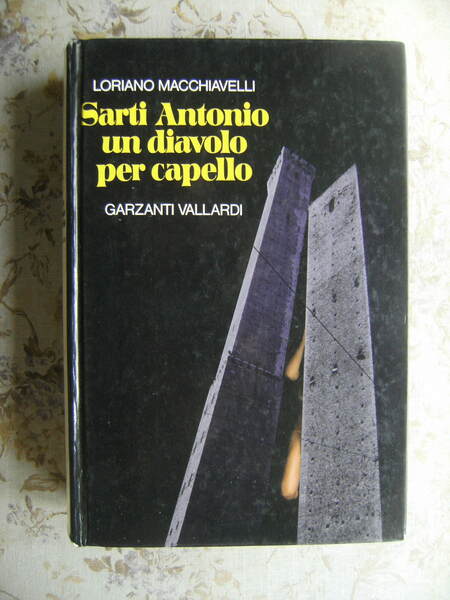 LORIANO MACCHIAVELLI
Sarti Antonio
un diavolo
per capello
GARZANTI VALLARDI